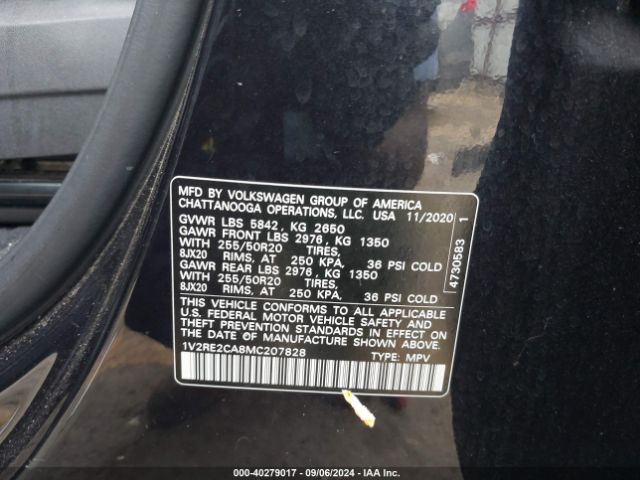 MFD BY VOLKSWAGEN GROUP OF AMERICA
CHATTANOOGA OPERATIONS, LLC. USA 11/2020
GVWR LBS 5842, KG 2650
GAWR FRONT LBS 2976, KG 1350
WITH 255/50R20 TIRES,
8JX20 RIMS, AT 250 KPA, 36 PSI COLD
GAWR REAR LBS 2976, KG 1350
WITH 255/50R20 TIRES,
8JX20 RIMS, AT 250 KPA, 36 PSI COLD
THIS VEHICLE CONFORMS TO ALL APPLICABLE
U.S. FEDERAL MOTOR VEHICLE SAFETY AND
THEFT PREVENTION STANDARDS IN EFFECT ON
THE DATE OF MANUFACTURE SHOWN ABOVE.
1V2RE2CA8MC207828 TYPE: MPV
4730583 1
000-40279017 - 09/06/2024 - IAA Inc.